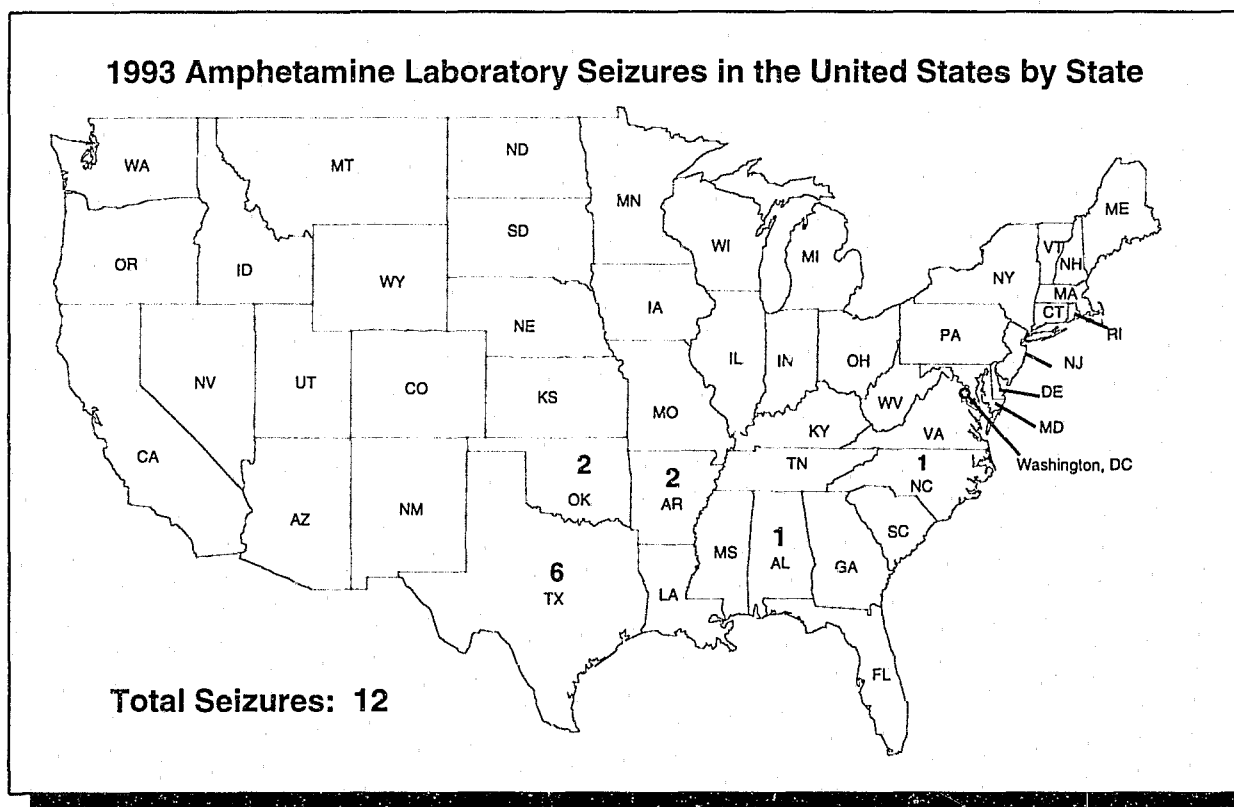 1993 Amphetamine Laboratory Seizures in the United States by State
WA
MT
ND
MN
ME
OR
ID
WY
SD
WI
MI
NY
VT
NH
MA
CT
RI
NV
UT
CO
NE
KS
IA
MO
IL
IN
OH
PA
NJ
DE
MD
WV
VA
KY
Washington, DC
CA
AZ
NM
2
OK
2
AR
TN
1
NC
SC
6
TX
LA
MS
1
AL
GA
FL
Total Seizures: 12